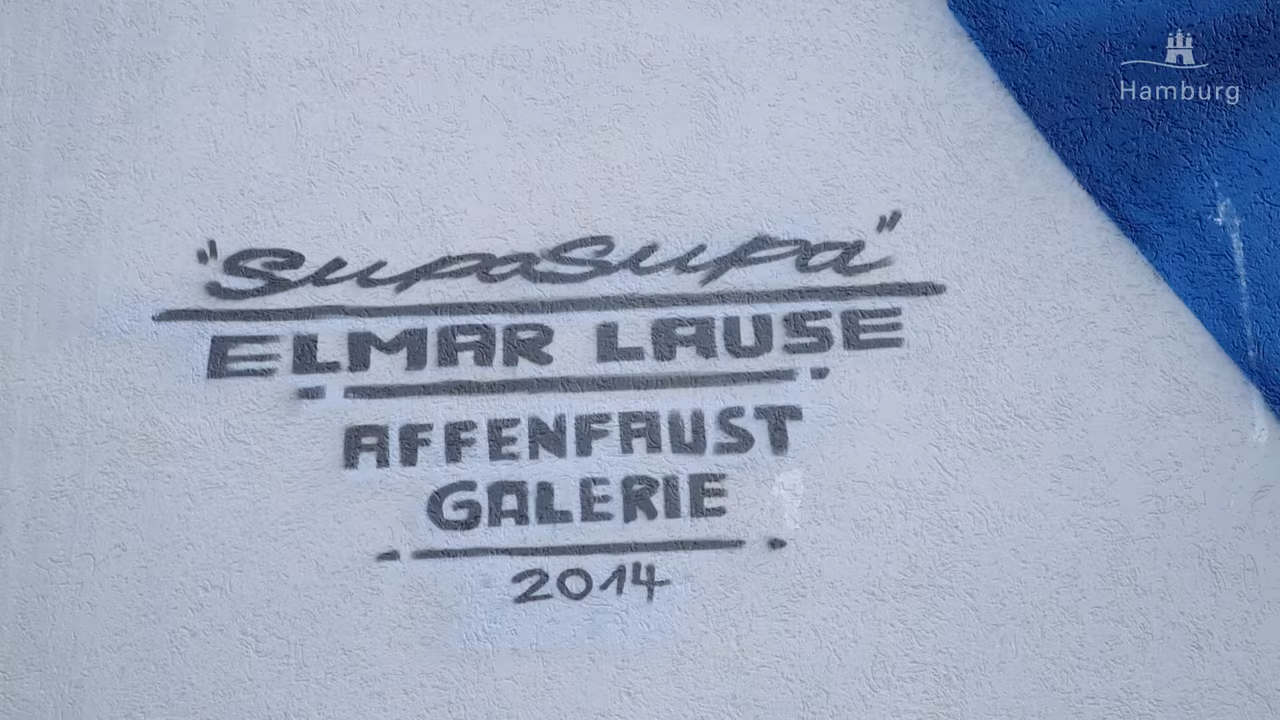 Hamburg
"SupaSupa"
ELMAR LAUSE
AFFENFAUST
GALERIE
2014